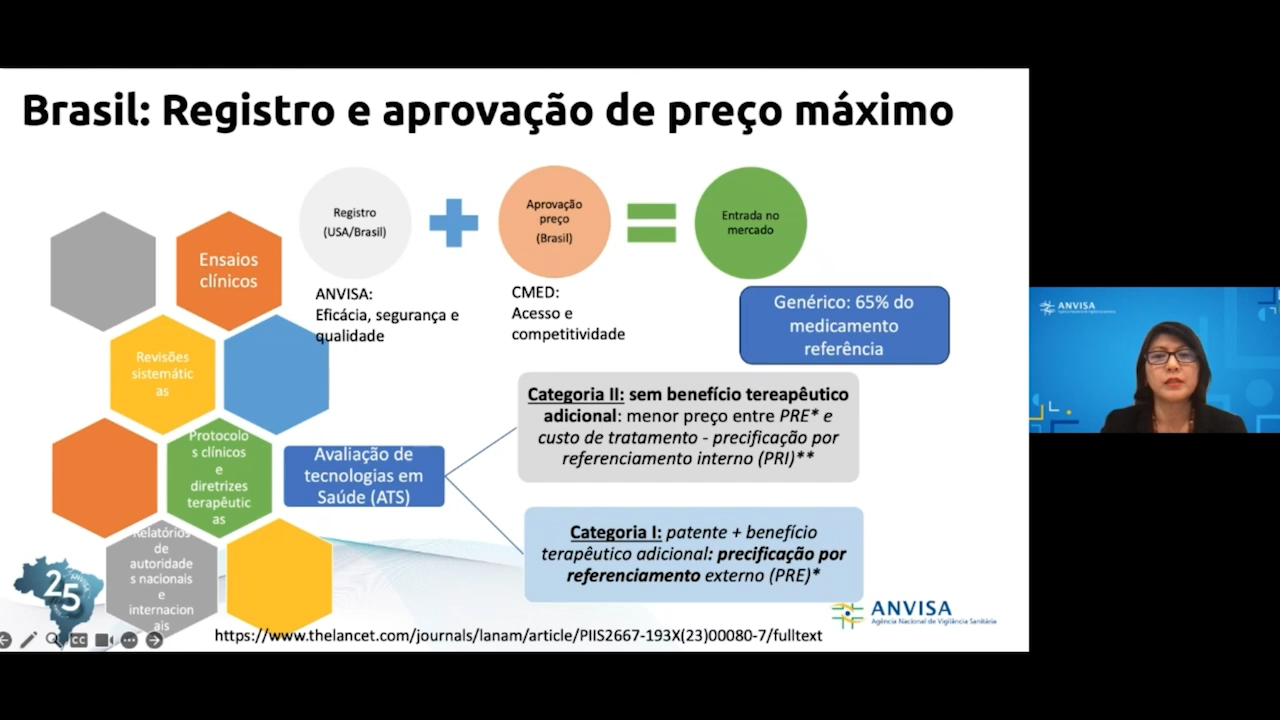 Brasil: Registro e aprovação de preço máximo
Registro
(USA/Brasil)
Aprovação
preço
(Brasil)
Entrada no
mercado
ANVISA:
Eficácia, segurança e
qualidade
CMED:
Acesso e
competitividade
Genérico: 65% do
medicamento
referência
Ensaios
clínicos
Revisões
sistemátic
as
Protocolo
s clínicos
e
diretrizes
terapêutic
as
Relatórios
de
autoridade
s nacionais
e
internacion
ais
Avaliação de
tecnologias em
Saúde (ATS)
Categoria II: sem benefício tereapêutico
adicional: menor preço entre PRE* e
custo de tratamento - precificação por
referenciamento interno (PRI)**
Categoria I: patente + benefício
terapêutico adicional: precificação por
referenciamento externo (PRE)*
25
ANVISA
ANVISA
Agência Nacional de Vigilância Sanitária
https://www.thelancet.com/journals/lanam/article/PIIS2667-193X(23)00080-7/fulltext
CC
ANVISA